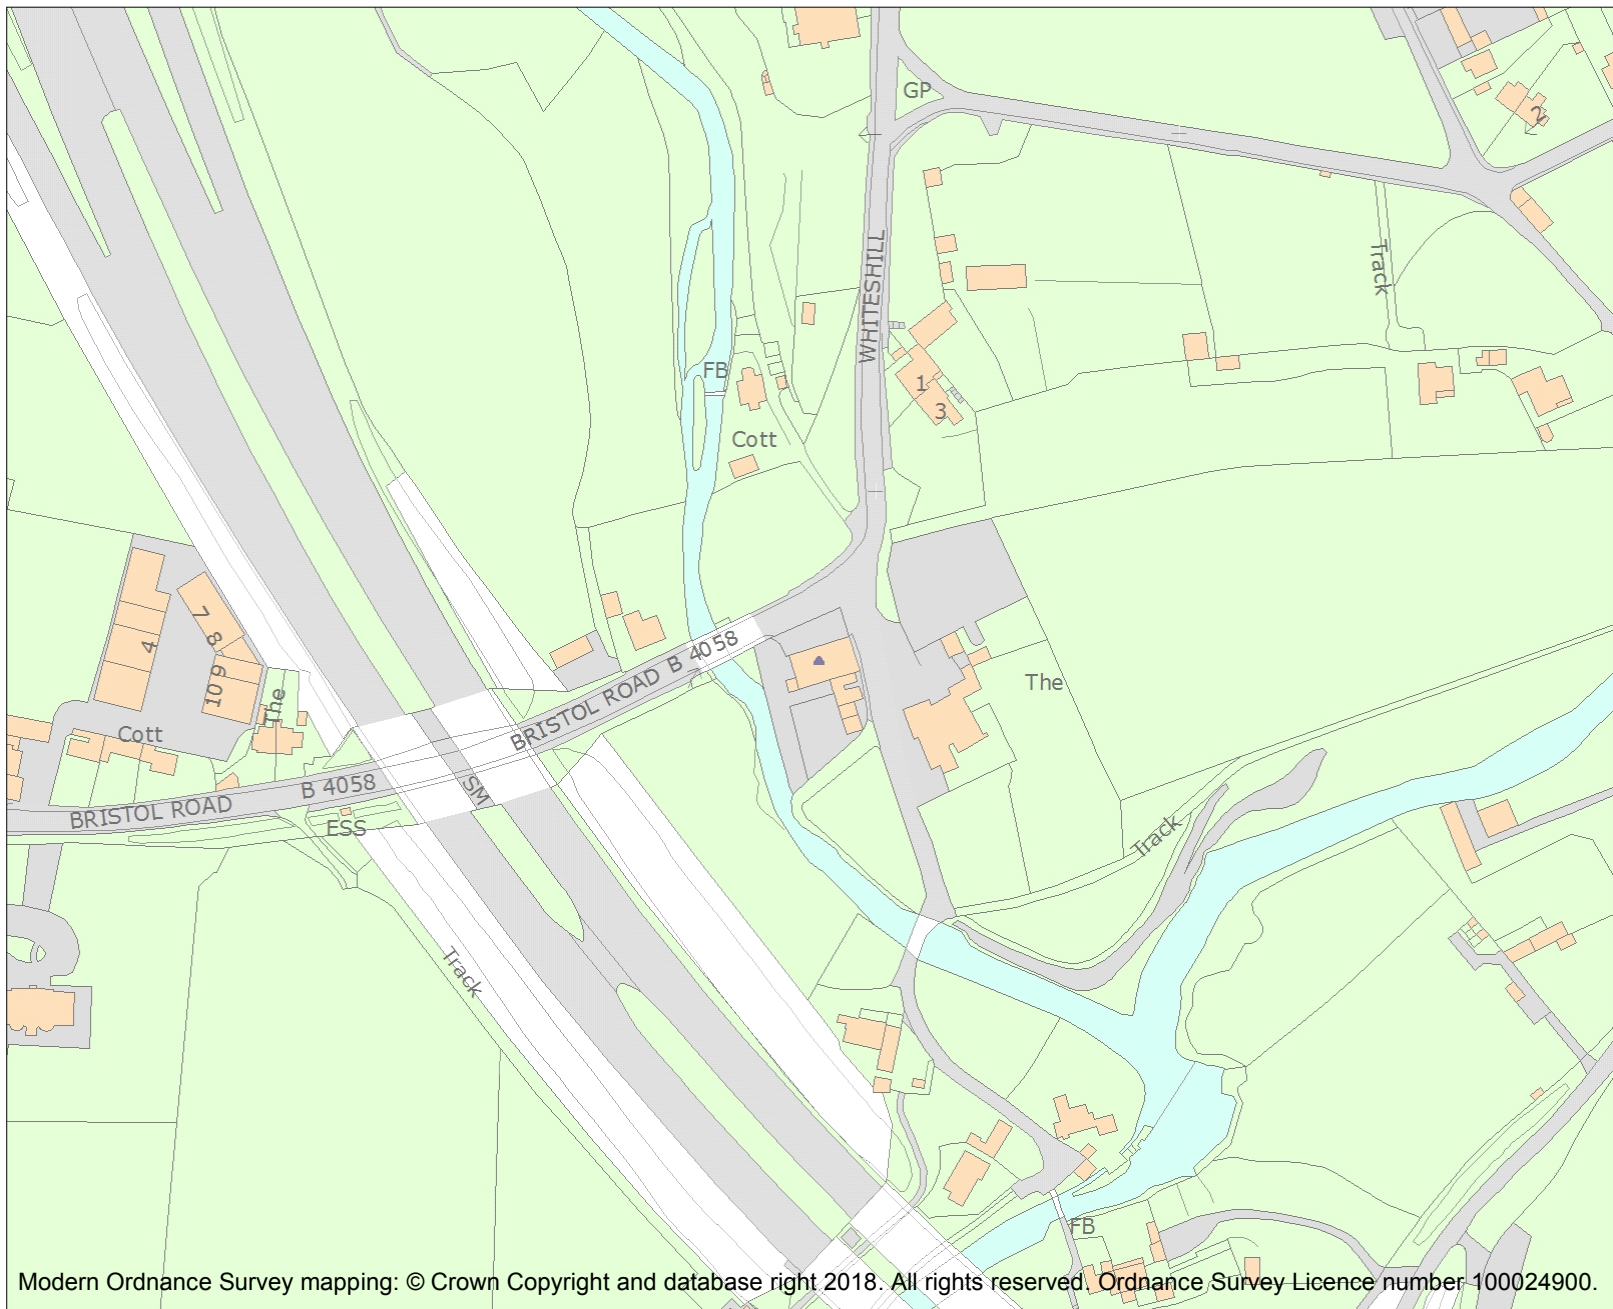 GP
2
WHITESHILL
Track
FB
1
3
Cott
7
8
4
9
10
The
Cott
B 4058
BRISTOL ROAD
The
BRISTOL ROAD
B 4058
SM
ESS
Track
Track
FB
Modern Ordnance Survey mapping: © Crown Copyright and database right 2018. All rights reserved. Ordnance Survey Licence number 100024900.